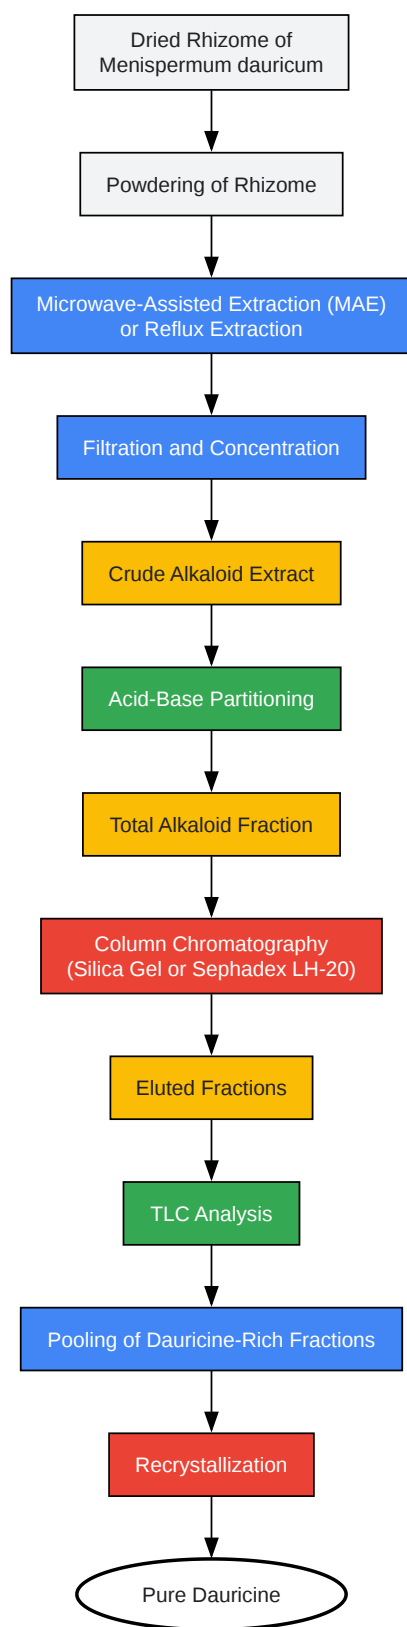 Dried Rhizome of
Menispermum dauricum
Powdering of Rhizome
Microwave-Assisted Extraction (MAE)
or Reflux Extraction
Filtration and Concentration
Crude Alkaloid Extract
Acid-Base Partitioning
Total Alkaloid Fraction
Column Chromatography
(Silica Gel or Sephadex LH-20)
Eluted Fractions
TLC Analysis
Pooling of Dauricine-Rich Fractions
Recrystallization
Pure Dauricine